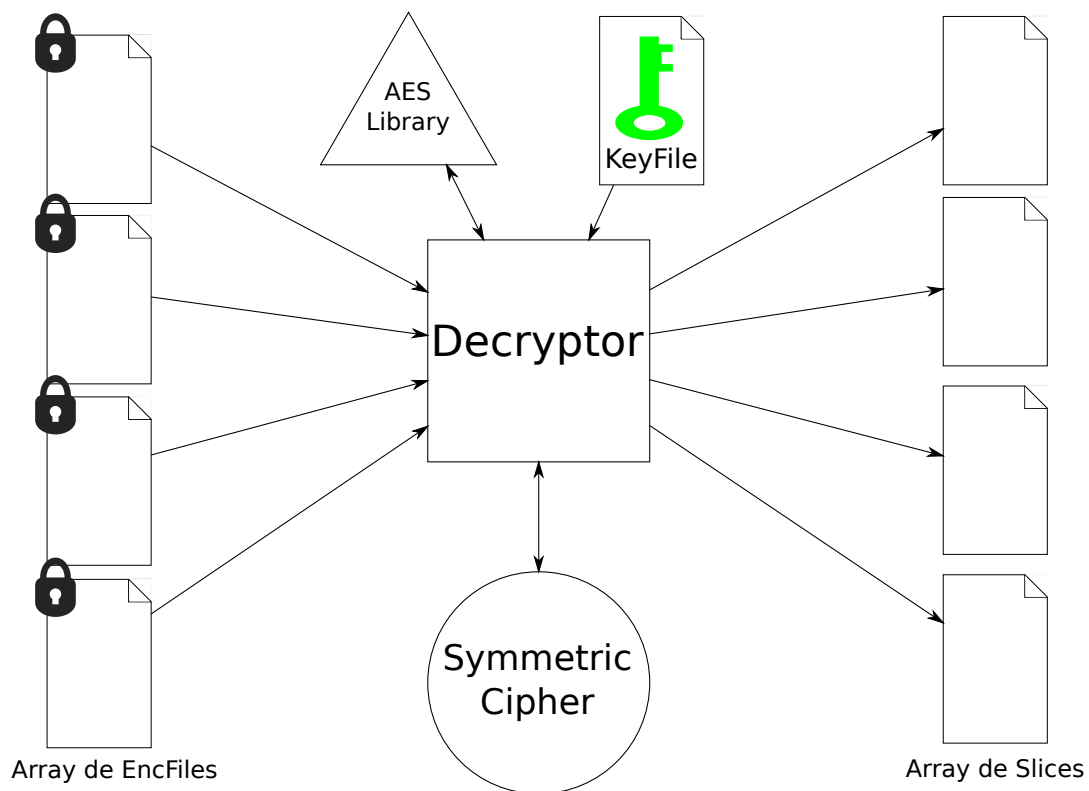 AES
Library
KeyFile
Decryptor
Symmetric
Cipher
Array de EncFiles
Array de Slices